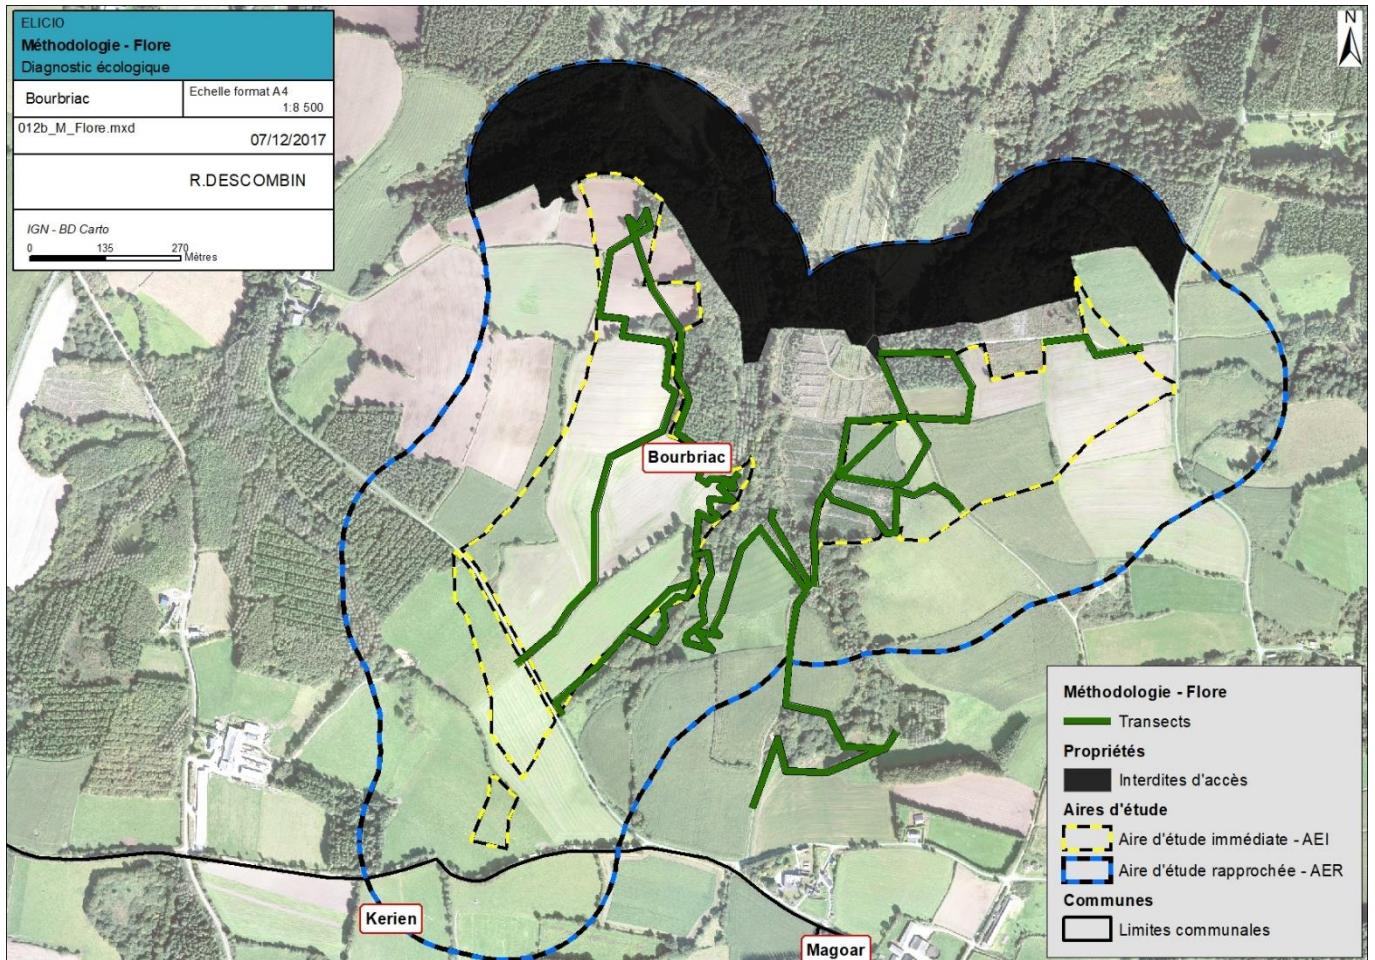 ELICIO
Méthodologie - Flore
Diagnostic écologique
Bourbriac
Echelle format A4
1:8 500
012b_M_Flore.mxd
07/12/2017
R.DESCOMBIN
IGN - BD Carto
0 135 270
Mètres
N
Bourbriac
Kerien
Magoar
Méthodologie - Flore
Transects
Propriétés
Interdites d'accès
Aires d'étude
Aire d'étude immédiate - AEI
Aire d'étude rapprochée - AER
Communes
Limites communales